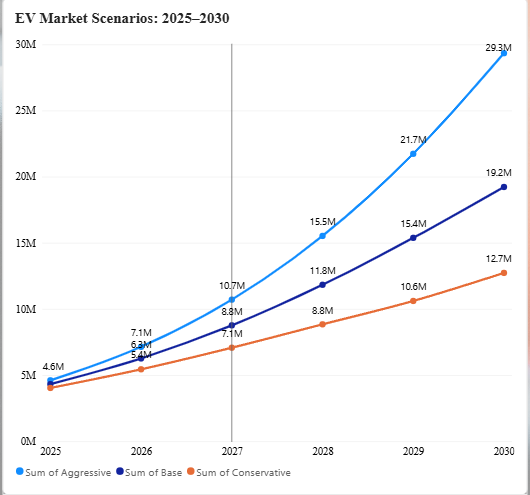 EV Market Scenarios: 2025–2030
30M
29.3M
25M
21.7M
20M
19.2M
15.5M
15.4M
15M
12.7M
11.8M
10.7M
10.6M
10M
8.8M
8.8M
7.1M
7.1M
6.3M
5.4M
5M
4.6M
0M
2025 2026 2027 2028 2029 2030
Sum of Aggressive Sum of Base Sum of Conservative